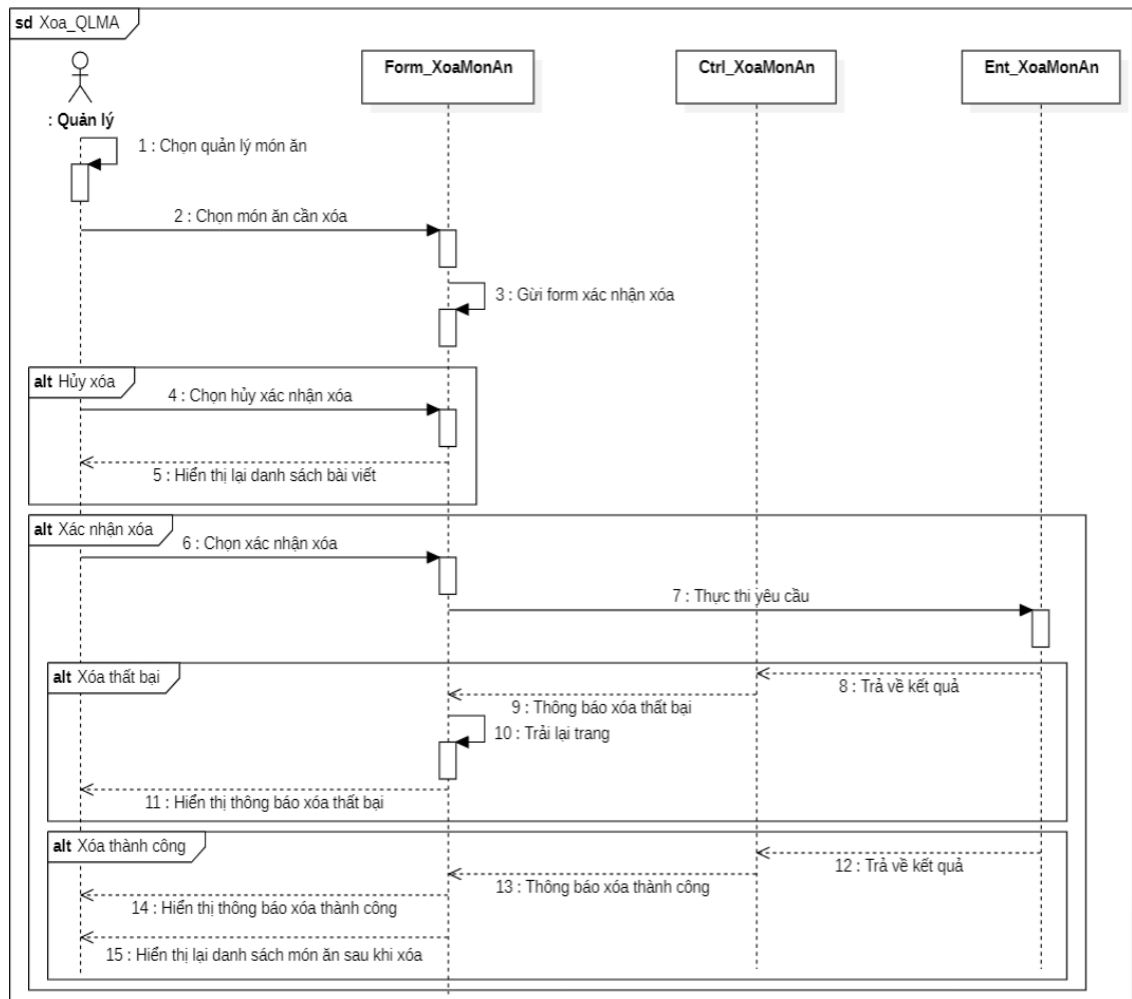 sd Xoa_QLMA
Form_XoaMonAn
Ctrl_XoaMonAn
Ent_XoaMonAn
: Quản lý
1 : Chọn quản lý món ăn
2 : Chọn món ăn cần xóa
3 : Gửi form xác nhận xóa
alt Hủy xóa
4 : Chọn hủy xác nhận xóa
5 : Hiển thị lại danh sách bài viết
alt Xác nhận xóa
6 : Chọn xác nhận xóa
7 : Thực thi yêu cầu
alt Xóa thất bại
8 : Trả về kết quả
9 : Thông báo xóa thất bại
10 : Trải lại trang
11 : Hiển thị thông báo xóa thất bại
alt Xóa thành công
12 : Trả về kết quả
13 : Thông báo xóa thành công
14 : Hiển thị thông báo xóa thành công
15 : Hiển thị lại danh sách món ăn sau khi xóa